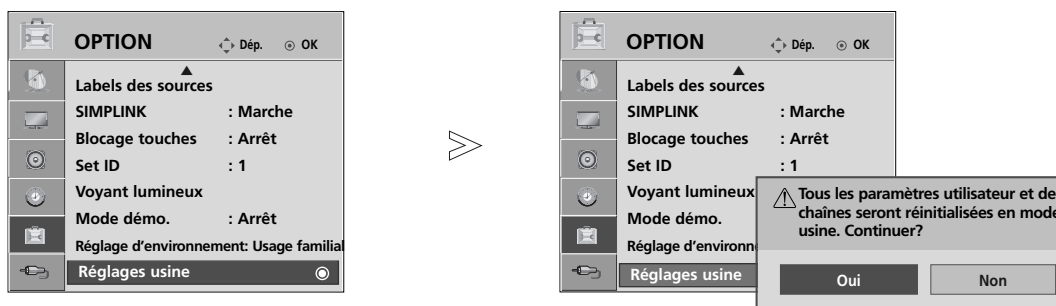 OPTION Dép. OK
Labels des sources
SIMPLINK : Marche
Blocage touches : Arrêt
Set ID : 1
Voyant lumineux
Mode démo. : Arrêt
Réglage d’environnement: Usage familial
Réglages usine
OPTION Dép. OK
Labels des sources
SIMPLINK : Marche
Blocage touches : Arrêt
Set ID : 1
Voyant lumineux
Mode démo.
Réglage d’environne
Réglages usine
Tous les paramètres utilisateur et de
chaînes seront réinitialisées en mode
usine. Continuer?
Oui Non